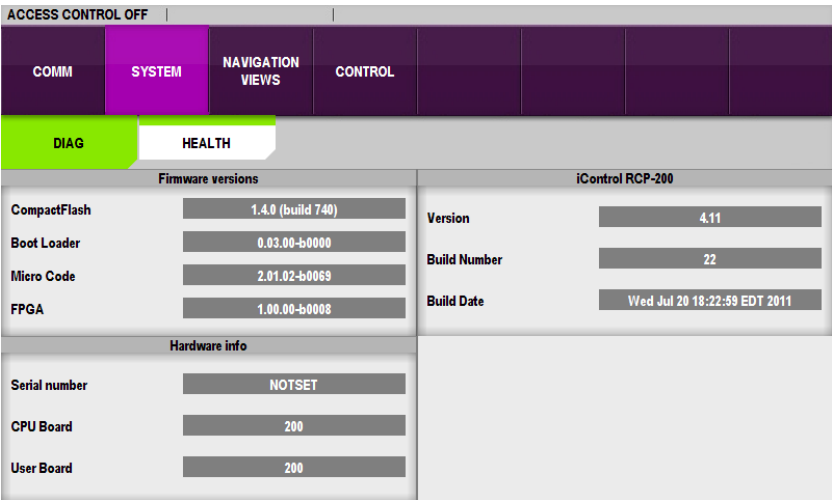 ACCESS CONTROL OFF
COMM
SYSTEM
NAVIGATION
VIEWS
CONTROL
DIAG
HEALTH
Firmware versions
CompactFlash 1.4.0 (build 740)
Boot Loader 0.03.00-b0000
Micro Code 2.01.02-b0069
FPGA 1.00.00-b0008
iControl RCP-200
Version 4.11
Build Number 22
Build Date Wed Jul 20 18:22:59 EDT 2011
Hardware info
Serial number NOTSET
CPU Board 200
User Board 200